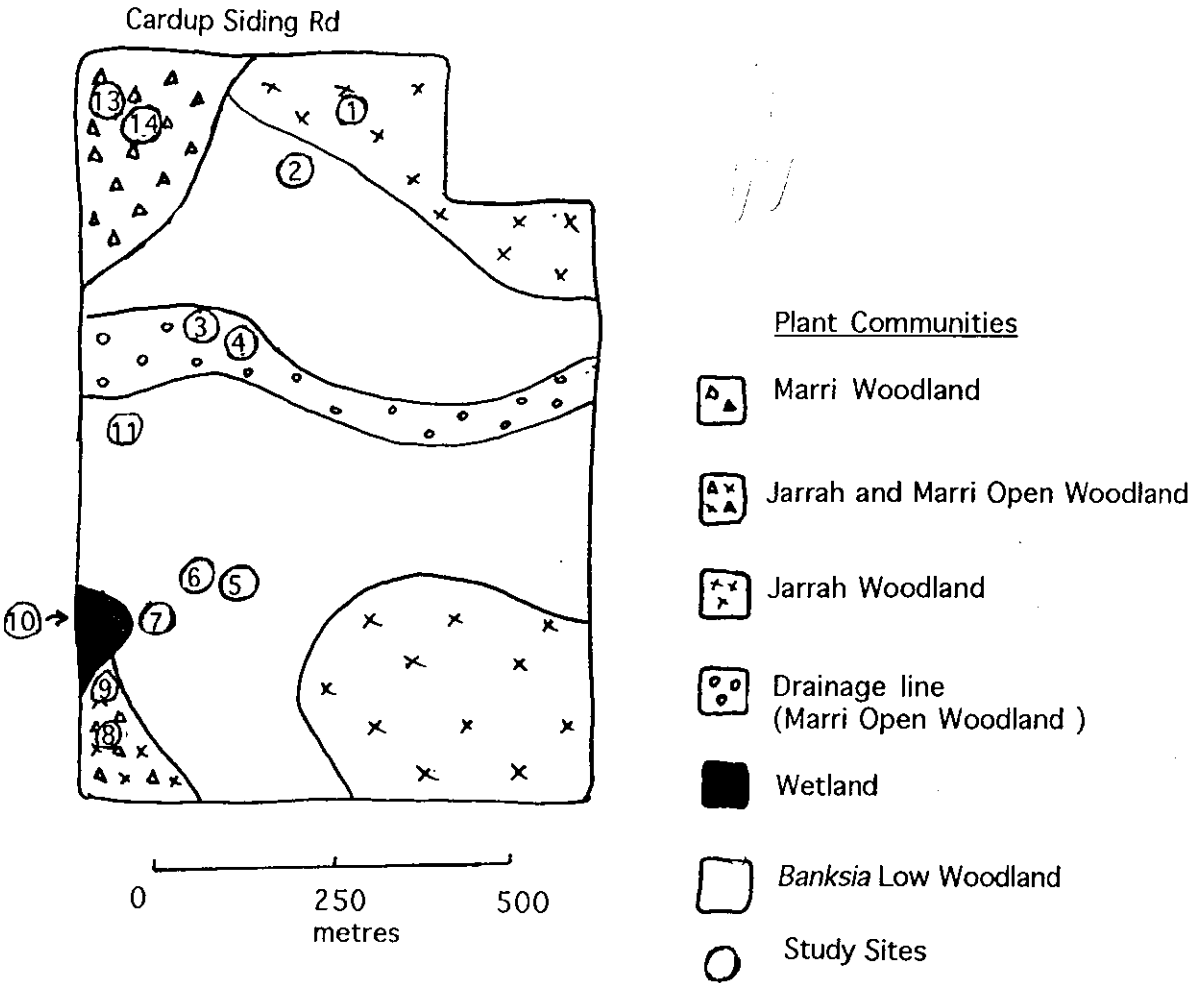 Cardup Siding Rd
13
14
1
2
3
4
11
6
5
10
7
9
8
Plant Communities
Marri Woodland
Jarrah and Marri Open Woodland
Jarrah Woodland
Drainage line
(Marri Open Woodland )
Wetland
Banksia Low Woodland
Study Sites
0 250 500
metres